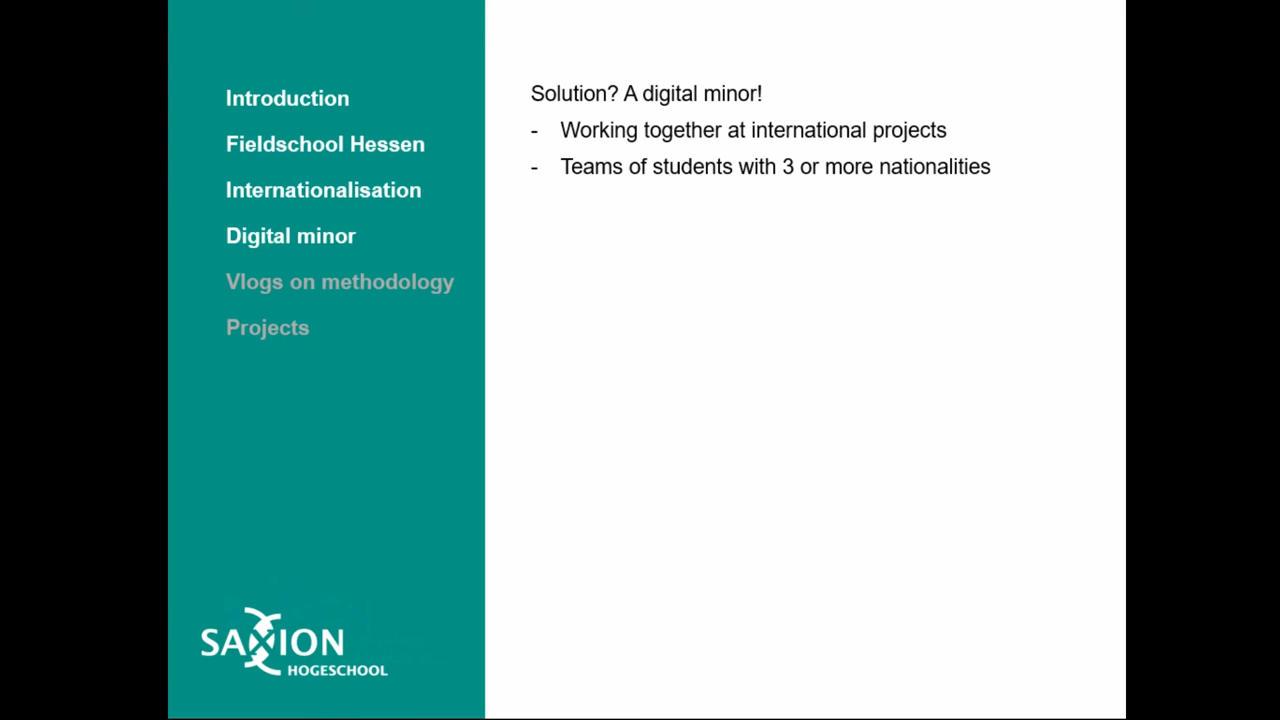 Introduction
Fieldschool Hessen
Internationalisation
Digital minor
Vlogs on methodology
Projects
SAXION
HOGESCHOOL
Solution? A digital minor!
- Working together at international projects
- Teams of students with 3 or more nationalities